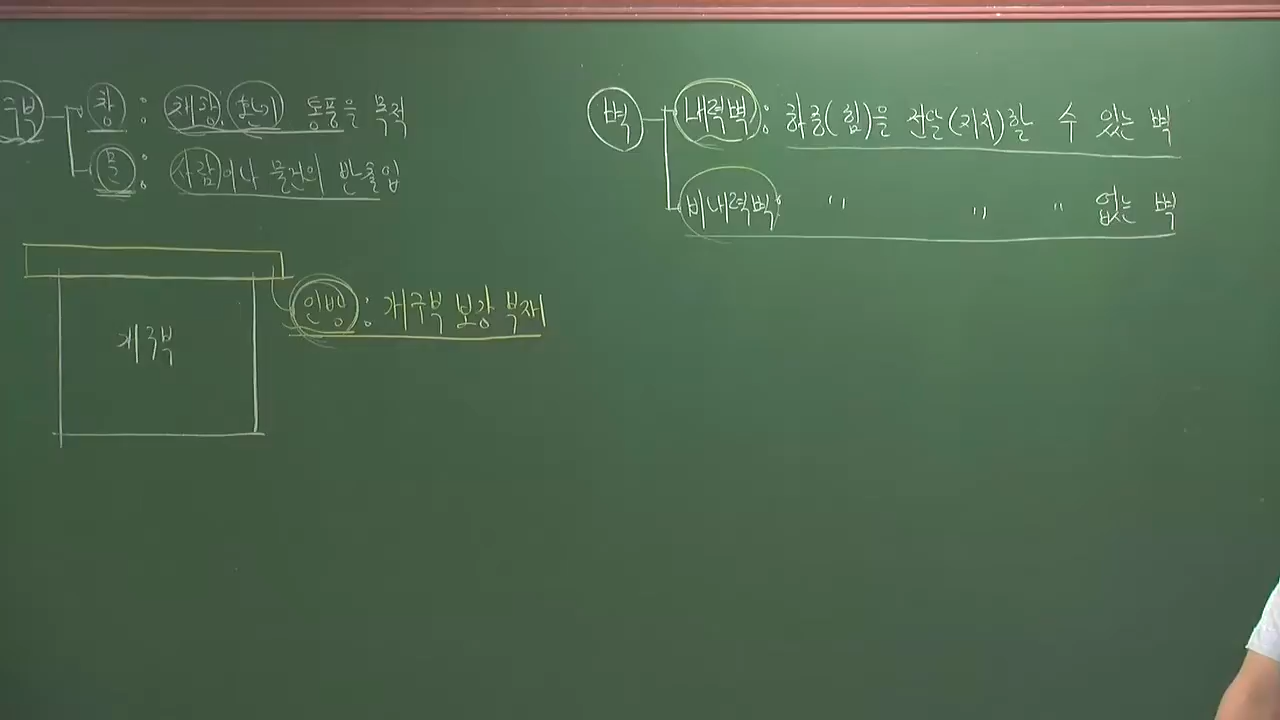 구부 창 : 채광, 환기 통풍을 목적
문 : 사람이나 물건의 반출입
인방 : 개구부 보강 부재
개구부
벽 내력벽 : 하중(힘)을 전달(지지)할 수 있는 벽
비내력벽 : " " " 없는 벽